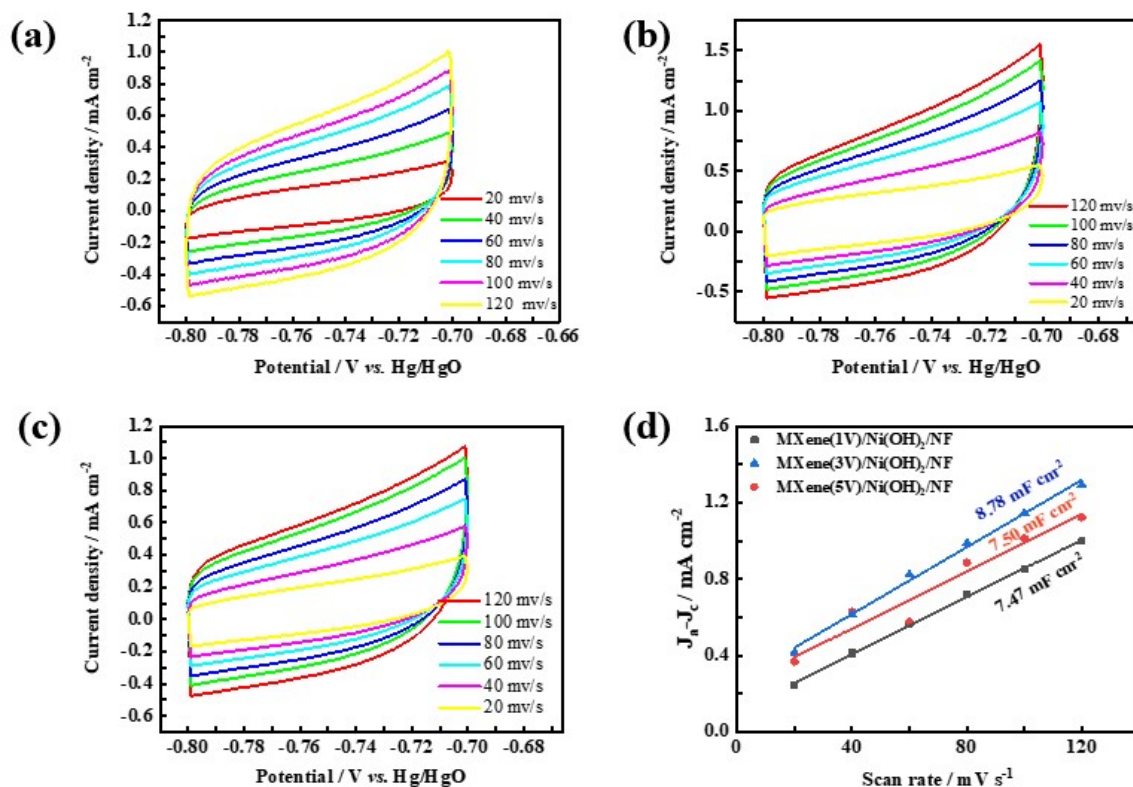 (a)
1.2
1.0
0.8
0.6
0.4
0.2
0.0
-0.2
-0.4
-0.6
Current density / mA cm⁻²
20 mv/s
40 mv/s
60 mv/s
80 mv/s
100 mv/s
120 mv/s
-0.80 -0.78 -0.76 -0.74 -0.72 -0.70 -0.68 -0.66
Potential / V vs. Hg/HgO
(b)
1.5
1.0
0.5
0.0
-0.5
Current density / mA cm⁻²
120 mv/s
100 mv/s
80 mv/s
60 mv/s
40 mv/s
20 mv/s
-0.80 -0.78 -0.76 -0.74 -0.72 -0.70 -0.68
Potential / V vs. Hg/HgO
(c)
1.2
1.0
0.8
0.6
0.4
0.2
0.0
-0.2
-0.4
-0.6
Current density / mA cm⁻²
120 mv/s
100 mv/s
80 mv/s
60 mv/s
40 mv/s
20 mv/s
-0.80 -0.78 -0.76 -0.74 -0.72 -0.70 -0.68
Potential / V vs. Hg/HgO
(d)
1.6
1.2
0.8
0.4
0.0
Jₐ-J꜀ / mA cm⁻²
MXene(1V)/Ni(OH)₂/NF
MXene(3V)/Ni(OH)₂/NF
MXene(5V)/Ni(OH)₂/NF
8.78 mF cnr²
7.50 mF cnr²
7.47 mF cnr²
0 40 80 120
Scan rate / mV s⁻¹